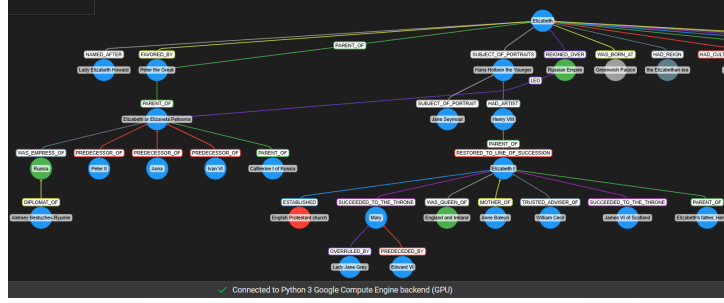 Elizabeth
PARENT_OF
NAMED_AFTER
FAVORED_BY
SUBJECT_OF_PORTRAITS
REIGNED_OVER
WAS_BORN_AT
HAD_REIGN
HAD_CULT
Lady Elizabeth Howard
Peter the Great
Hans Holbein the Younger
Russian Empire
Greenwich Palace
the Elizabethan era
LED
PARENT_OF
SUBJECT_OF_PORTRAIT
HAD_ARTIST
Elizabeth or Elizaveta Petrovna
Jane Seymour
Henry VIII
PARENT_OF
WAS_EMPRESS_OF
PREDECESSOR_OF
PREDECESSOR_OF
PREDECESSOR_OF
PARENT_OF
RESTORED_TO_LINE_OF_SUCCESSION
Russia
Peter II
Anna
Ivan VI
Catherine I of Russia
Elizabeth I
DIPLOMAT_OF
ESTABLISHED
SUCCEEDED_TO_THE_THRONE
WAS_QUEEN_OF
MOTHER_OF
TRUSTED_ADVISER_OF
SUCCEEDED_TO_THE_THRONE
PARENT_OF
Aleksey Bestuzhev-Ryumin
English Protestant church
Mary
England and Ireland
Anne Boleyn
William Cecil
James VI of Scotland
Elizabeth's father, Hen
OVERRULED_BY
PRECEDED_BY
Lady Jane Grey
Edward VI
Connected to Python 3 Google Compute Engine backend (GPU)